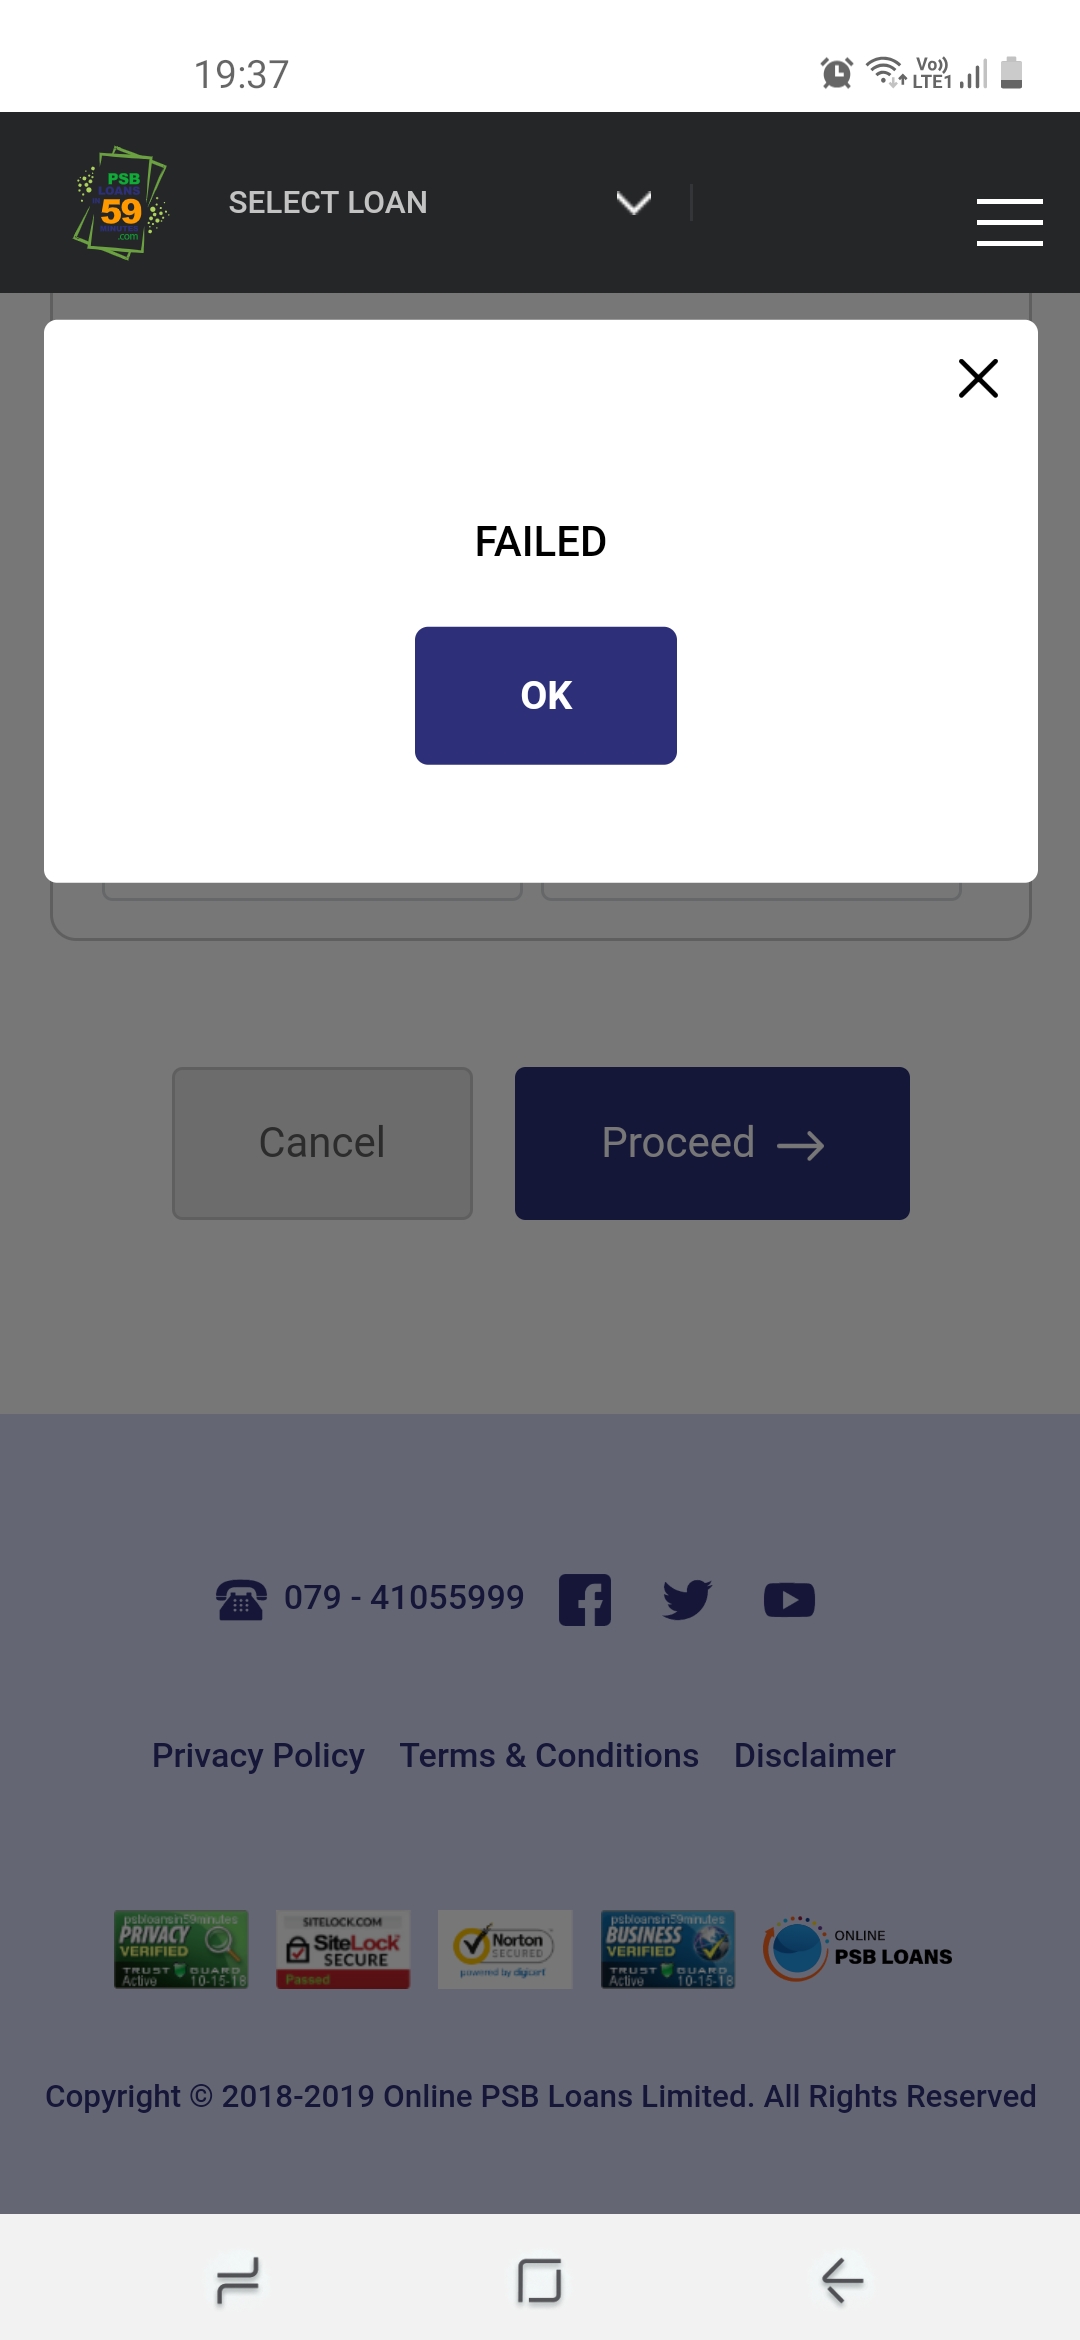 19:37
Vo))
LTE1
PSB
LOANS
59
MINUTES
.com
SELECT LOAN
FAILED
OK
Cancel
Proceed
079 - 41055999
Privacy Policy Terms & Conditions Disclaimer
psbloansin59minutes
PRIVACY
VERIFIED
TRUST GUARD
Active 10-15-18
SITELOCK.COM
SiteLock
SECURE
Passed
Norton
SECURED
powered by digicert
psbloansin59minutes
BUSINESS
VERIFIED
TRUST GUARD
Active 10-15-18
ONLINE
PSB LOANS
Copyright © 2018-2019 Online PSB Loans Limited. All Rights Reserved